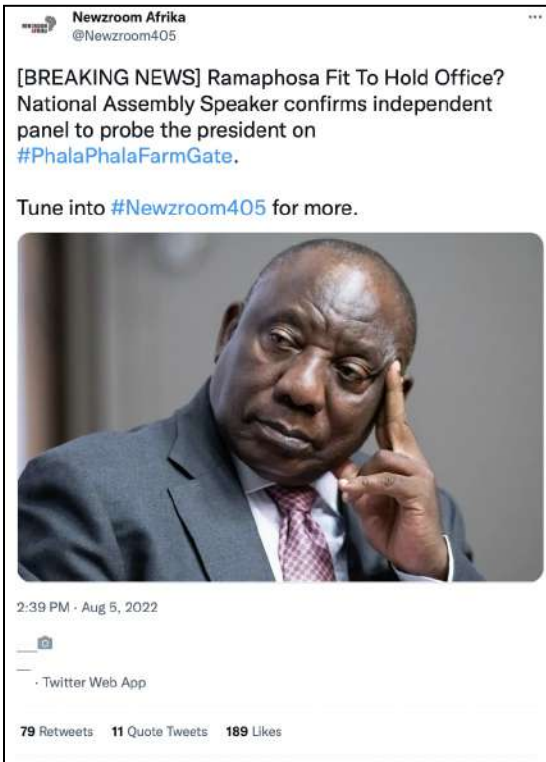 Newzroom Afrika
@Newzroom405
[BREAKING NEWS] Ramaphosa Fit To Hold Office?
National Assembly Speaker confirms independent
panel to probe the president on
#PhalaPhalaFarmGate.
Tune into #Newzroom405 for more.
2:39 PM · Aug 5, 2022
· Twitter Web App
79 Retweets 11 Quote Tweets 189 Likes